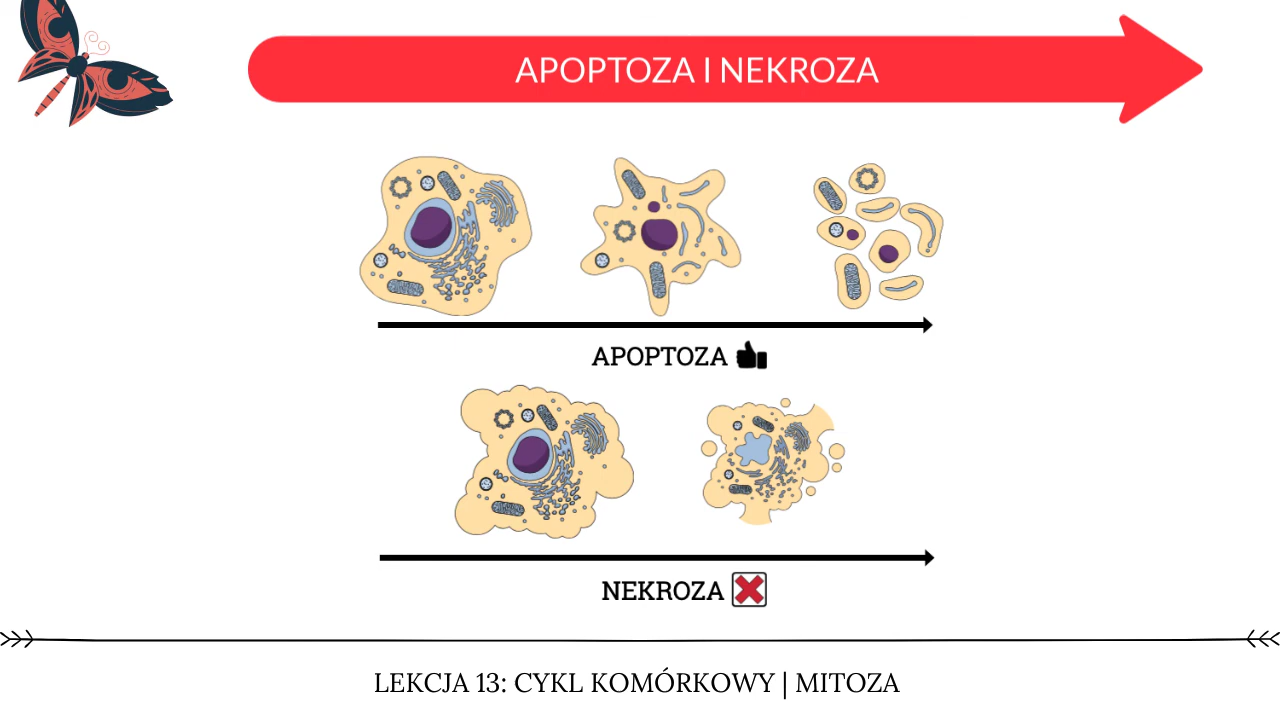 APOPTOZA I NEKROZA
APOPTOZA
NEKROZA
LEKCJA 13: CYKL KOMÓRKOWY | MITOZA